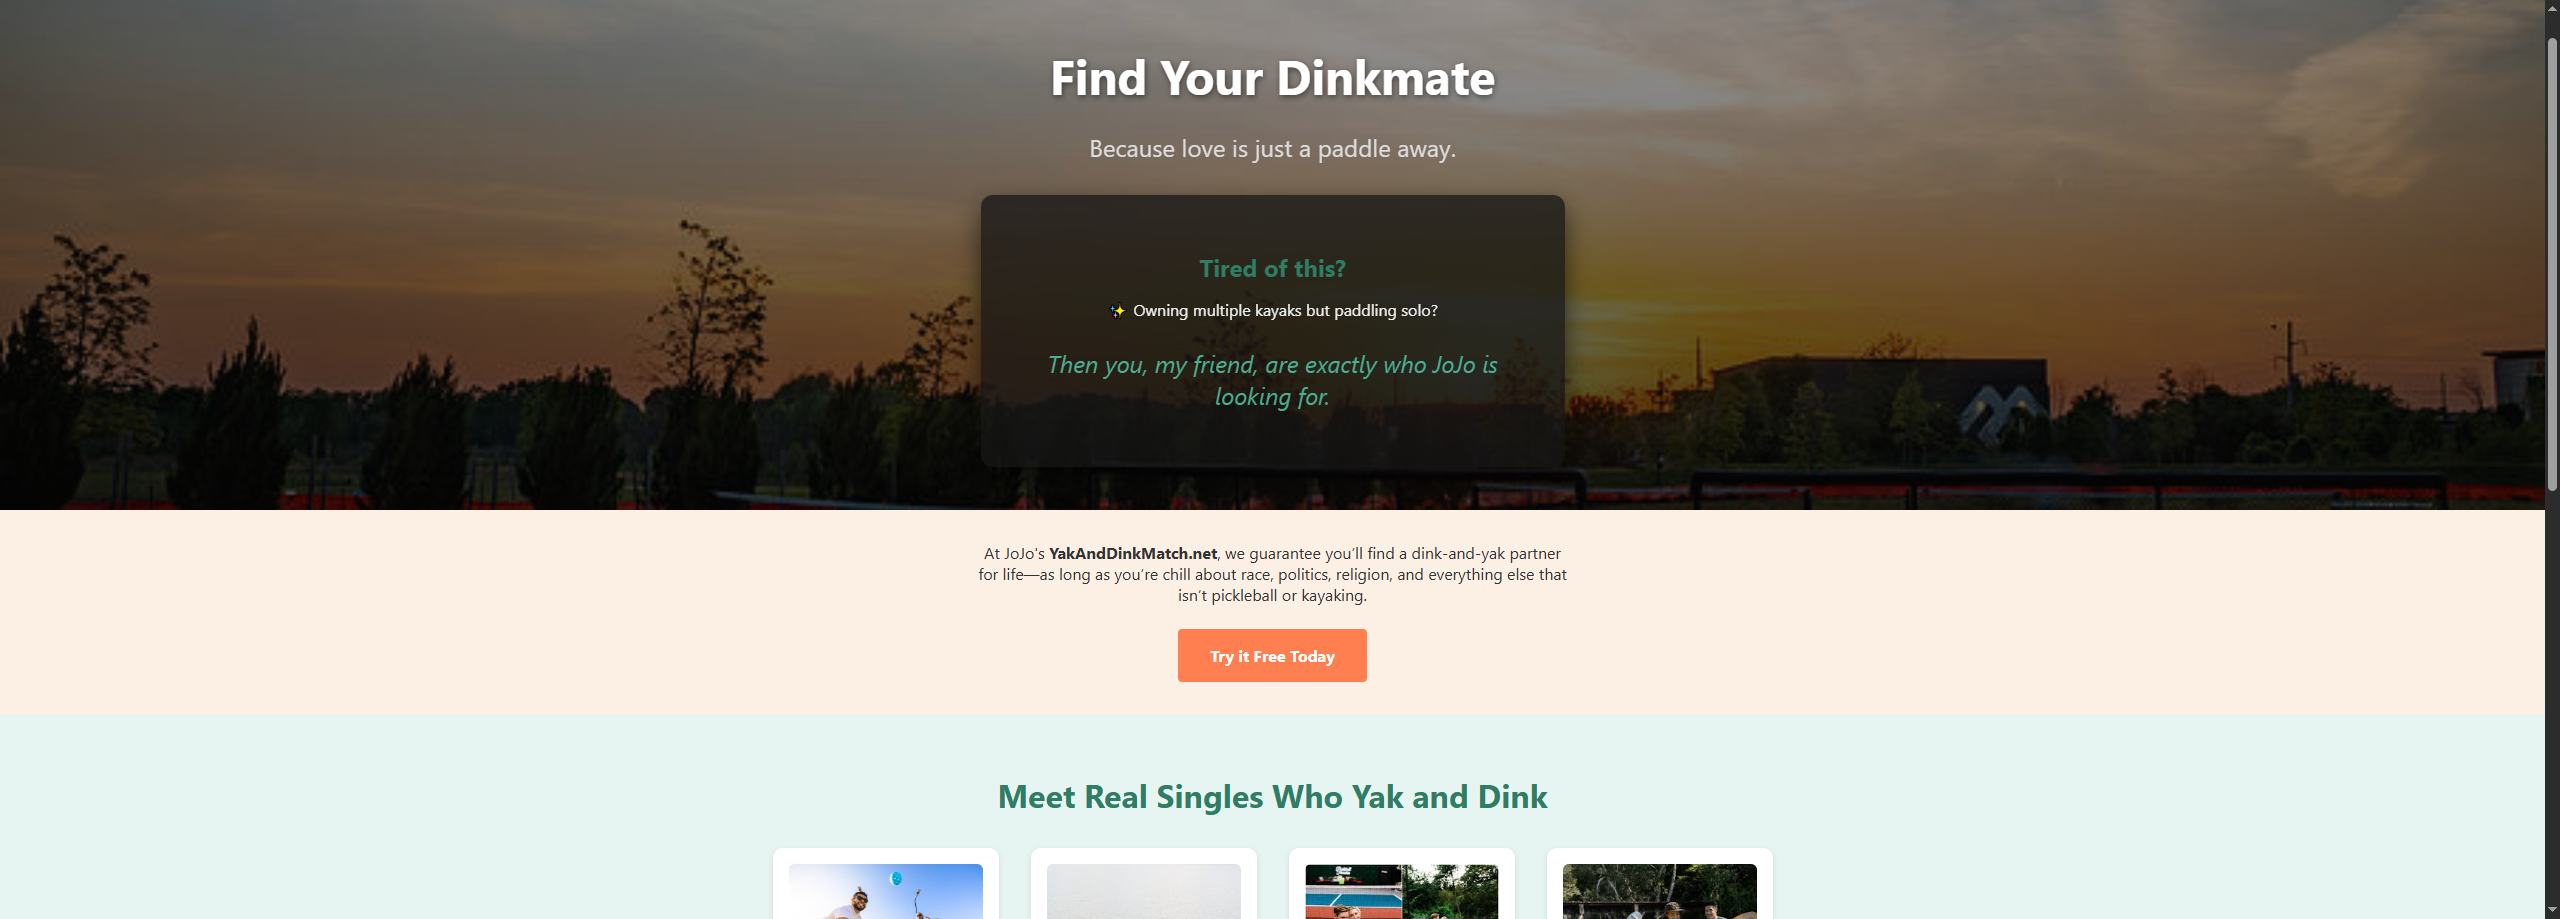 Find Your Dinkmate
Because love is just a paddle away.
Tired of this?
✨ Owning multiple kayaks but paddling solo?
Then you, my friend, are exactly who JoJo is
looking for.
At JoJo's YakAndDinkMatch.net, we guarantee you'll find a dink-and-yak partner
for life—as long as you're chill about race, politics, religion, and everything else that
isn't pickleball or kayaking.
Try it Free Today
Meet Real Singles Who Yak and Dink